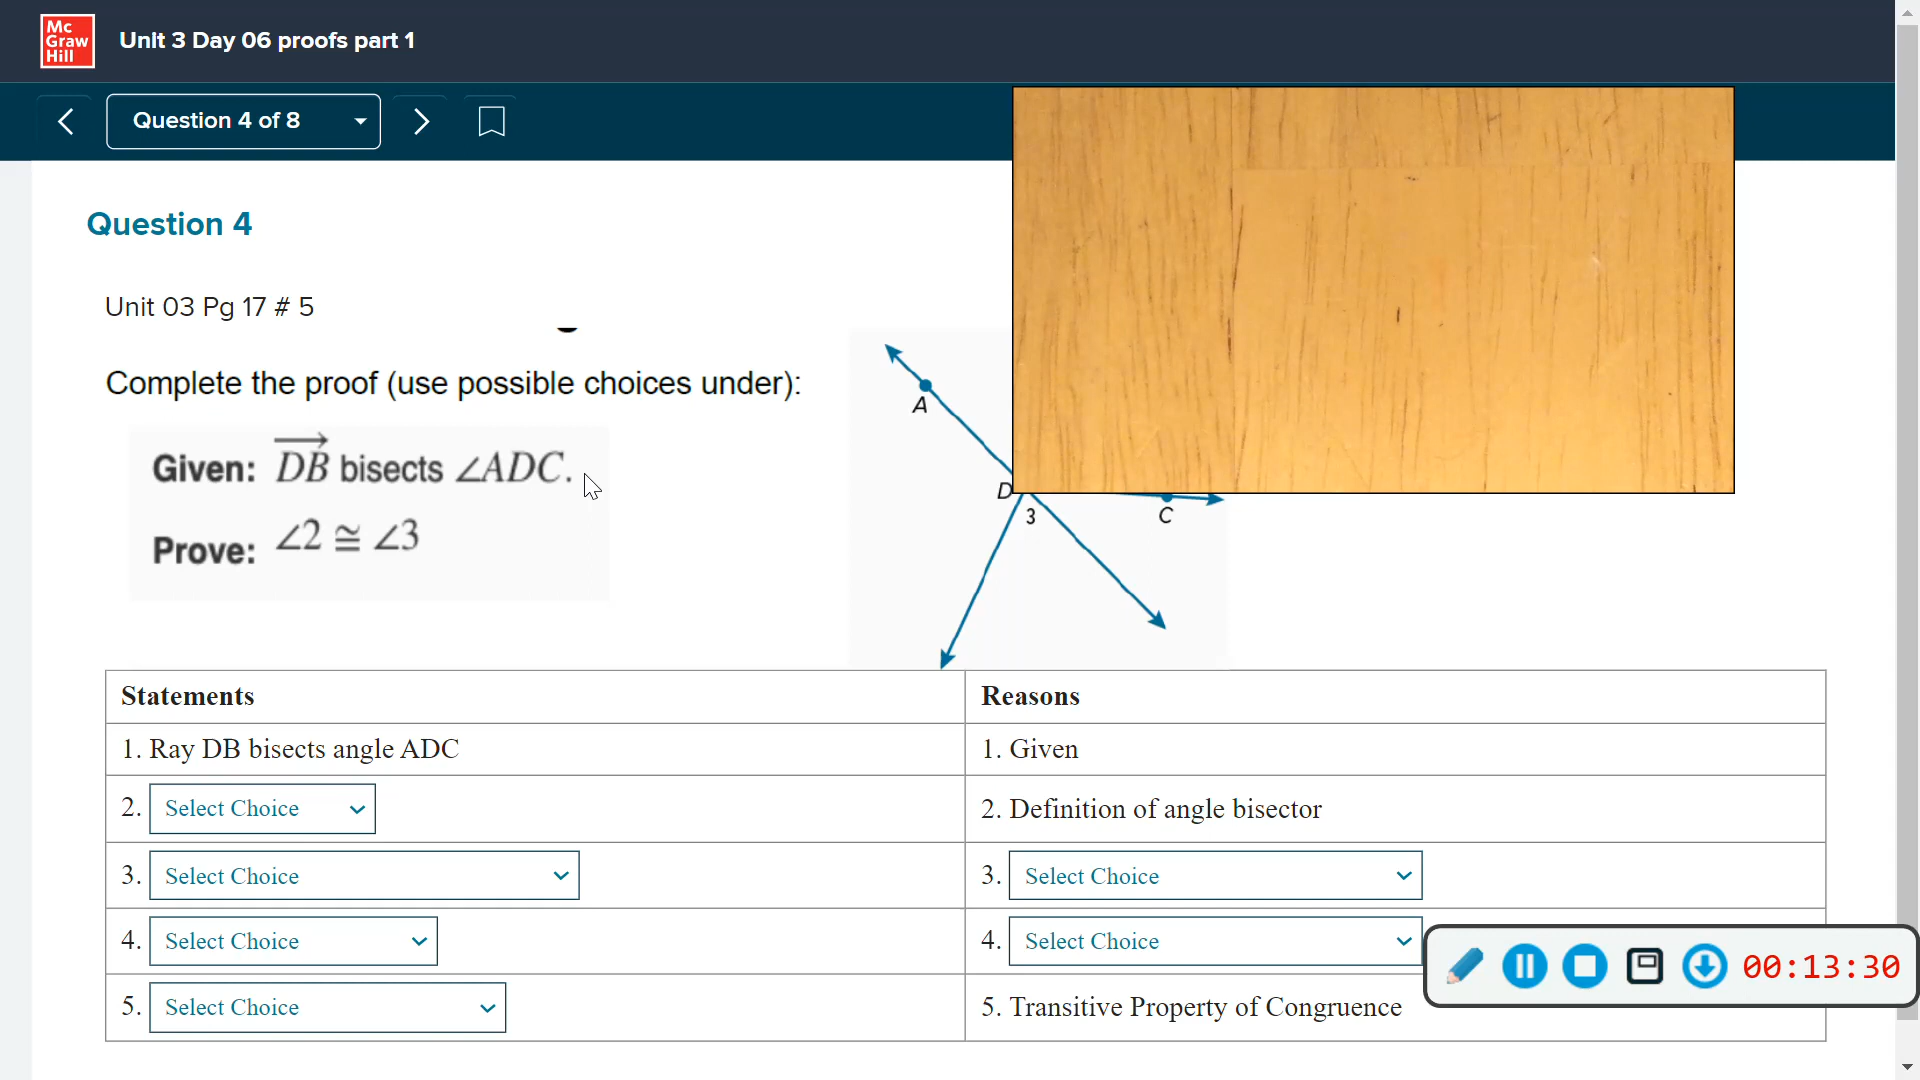 Mc
Graw
Hill
Unit 3 Day 06 proofs part 1
Question 4 of 8
Question 4
Unit 03 Pg 17 # 5
Complete the proof (use possible choices under):
Given: DB bisects ∠ADC.
Prove: ∠2 ≅ ∠3
A
D
3
C
Statements
Reasons
1. Ray DB bisects angle ADC
1. Given
2. Select Choice
2. Definition of angle bisector
3. Select Choice
3. Select Choice
4. Select Choice
4. Select Choice
5. Select Choice
5. Transitive Property of Congruence
00:13:30